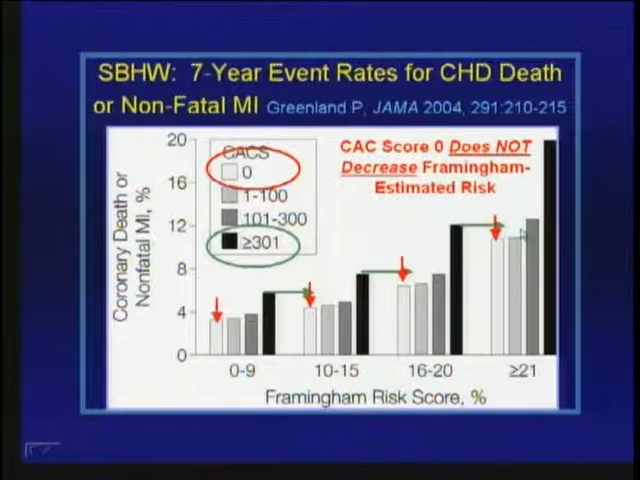 SBHW: 7-Year Event Rates for CHD Death
or Non-Fatal MI Greenland P, JAMA 2004, 291:210-215
CAC Score 0 Does NOT
Decrease Framingham-
Estimated Risk
CACS
0
1-100
101-300
≥301
Coronary Death or
Nonfatal MI, %
20
16
12
8
4
0
0-9
10-15
16-20
≥21
Framingham Risk Score, %